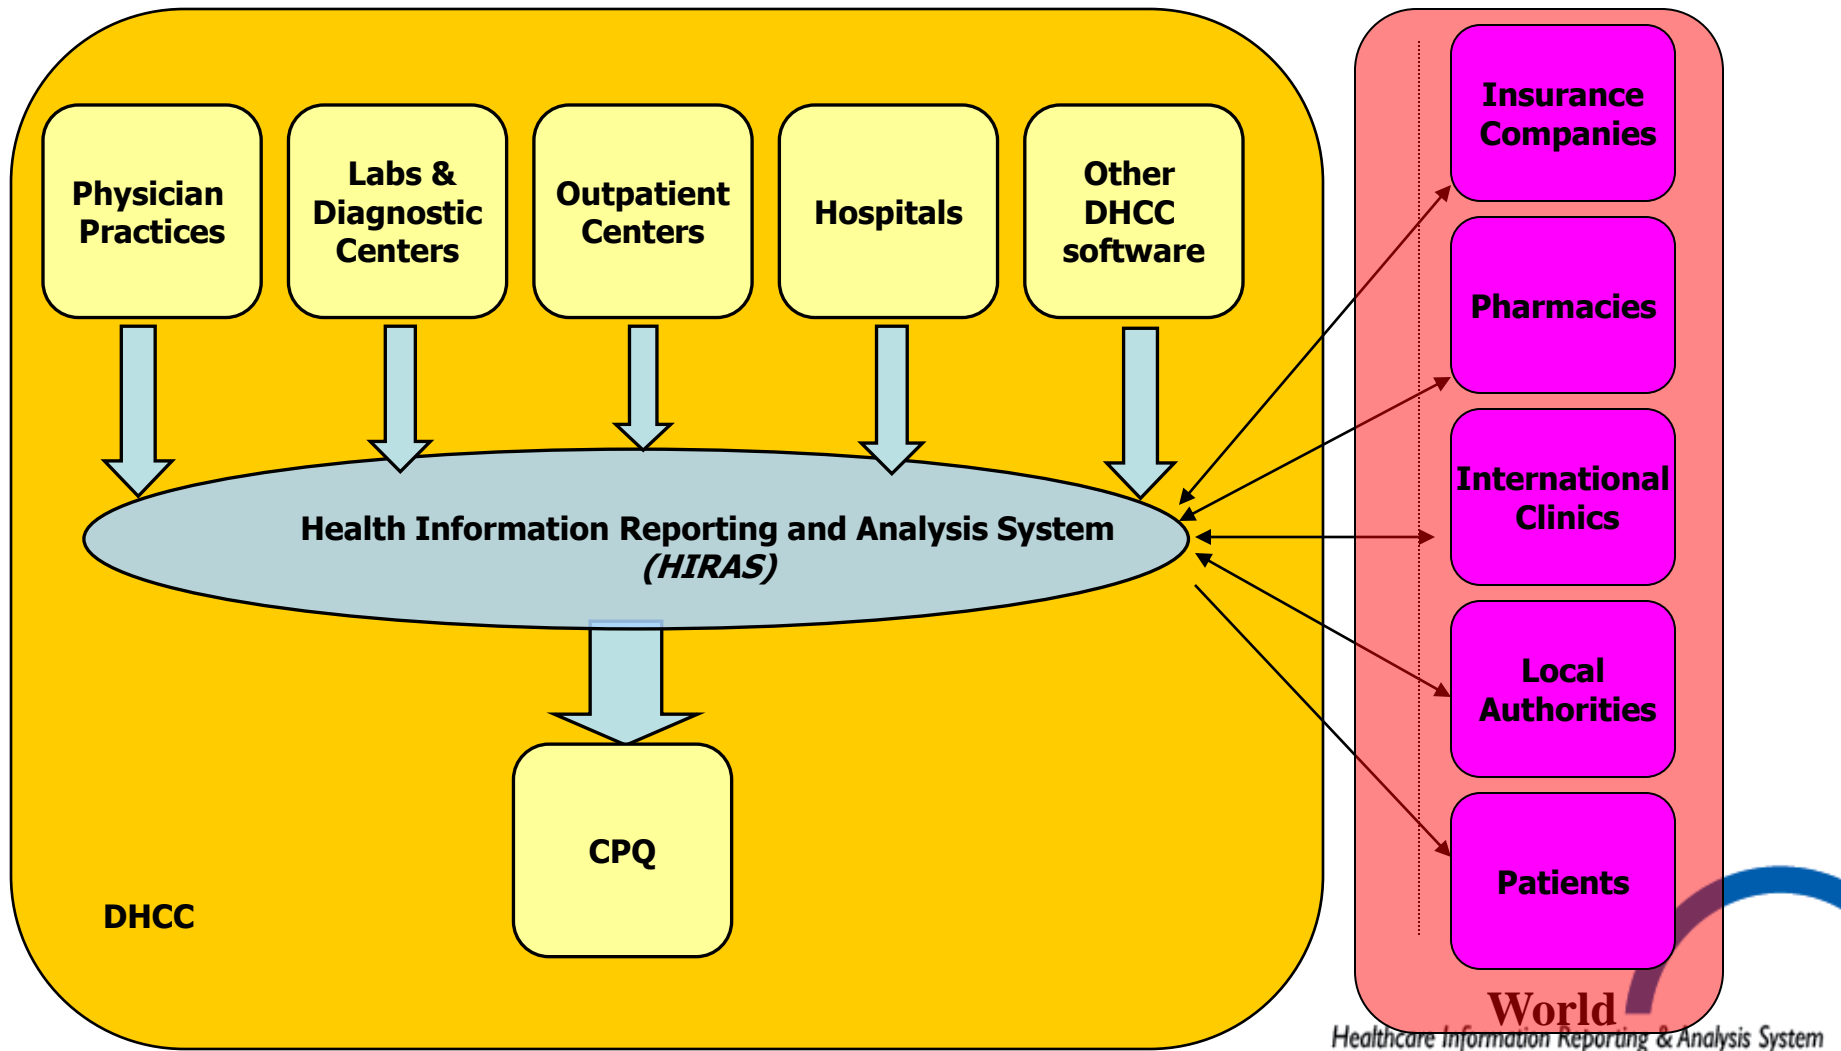 Physician
Practices
Labs &
Diagnostic
Centers
Outpatient
Centers
Hospitals
Other
DHCC
software
Health Information Reporting and Analysis System
(HIRAS)
CPQ
DHCC
Insurance
Companies
Pharmacies
International
Clinics
Local
Authorities
Patients
World
Healthcare Information Reporting & Analysis System